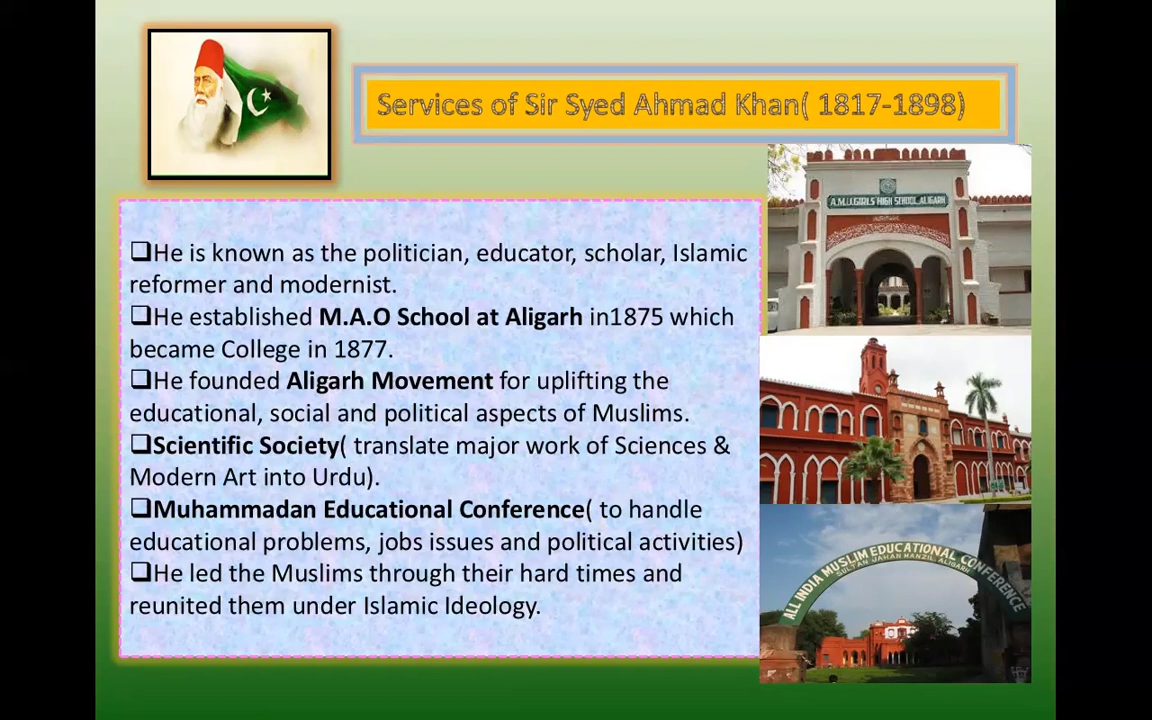 Services of Sir Syed Ahmad Khan( 1817-1898)
❑He is known as the politician, educator, scholar, Islamic
reformer and modernist.
❑He established M.A.O School at Aligarh in1875 which
became College in 1877.
❑He founded Aligarh Movement for uplifting the
educational, social and political aspects of Muslims.
❑Scientific Society( translate major work of Sciences &
Modern Art into Urdu).
❑Muhammadan Educational Conference( to handle
educational problems, jobs issues and political activities)
❑He led the Muslims through their hard times and
reunited them under Islamic Ideology.
A.M.U.GIRLS HIGH SCHOOL,ALIGARH
ALL INDIA MUSLIM EDUCATIONAL CONFERENCE
SULTAN JAHAN MANZIL, ALIGARH